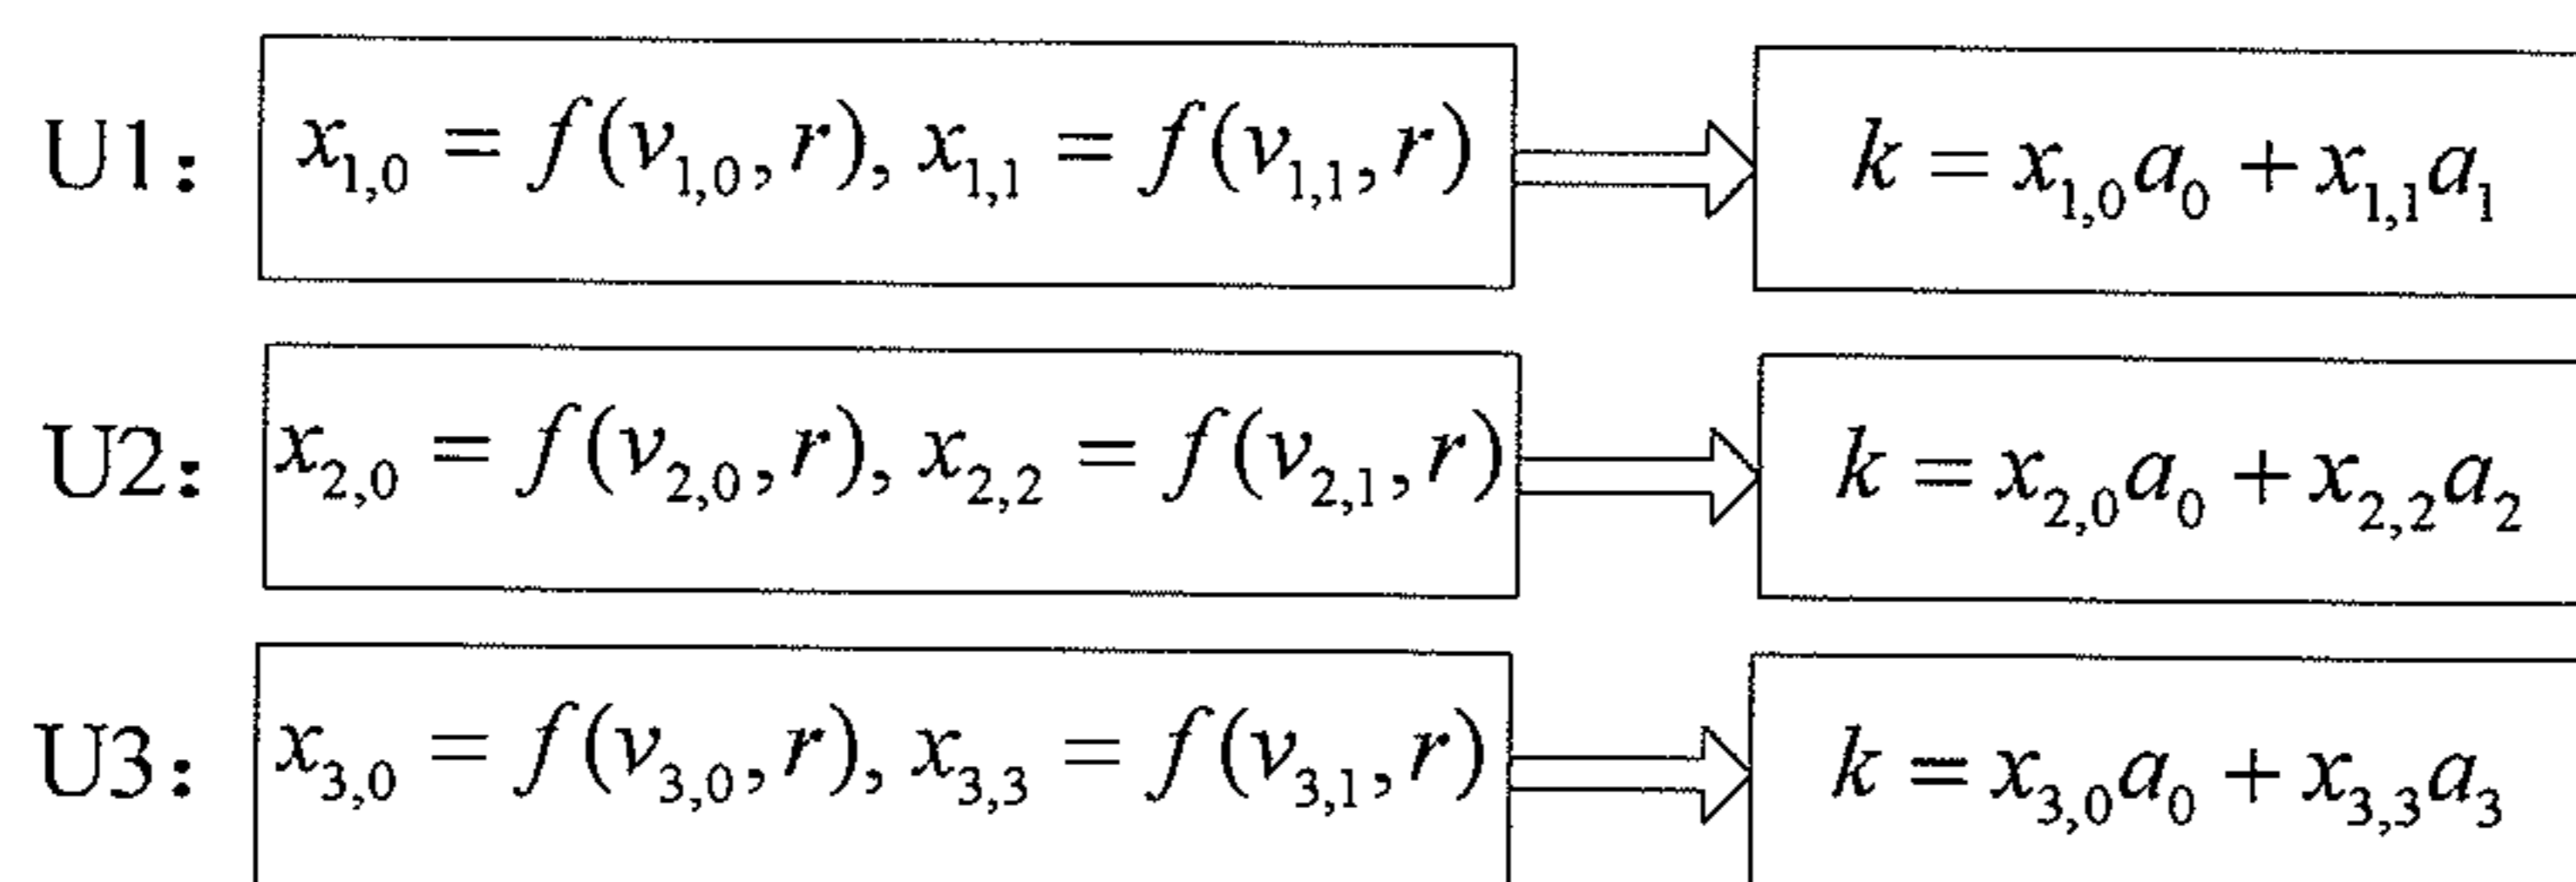 U1: x_{1,0} = f(v_{1,0}, r), x_{1,1} = f(v_{1,1}, r) ⇒ k = x_{1,0}a_0 + x_{1,1}a_1
U2: x_{2,0} = f(v_{2,0}, r), x_{2,2} = f(v_{2,1}, r) ⇒ k = x_{2,0}a_0 + x_{2,2}a_2
U3: x_{3,0} = f(v_{3,0}, r), x_{3,3} = f(v_{3,1}, r) ⇒ k = x_{3,0}a_0 + x_{3,3}a_3